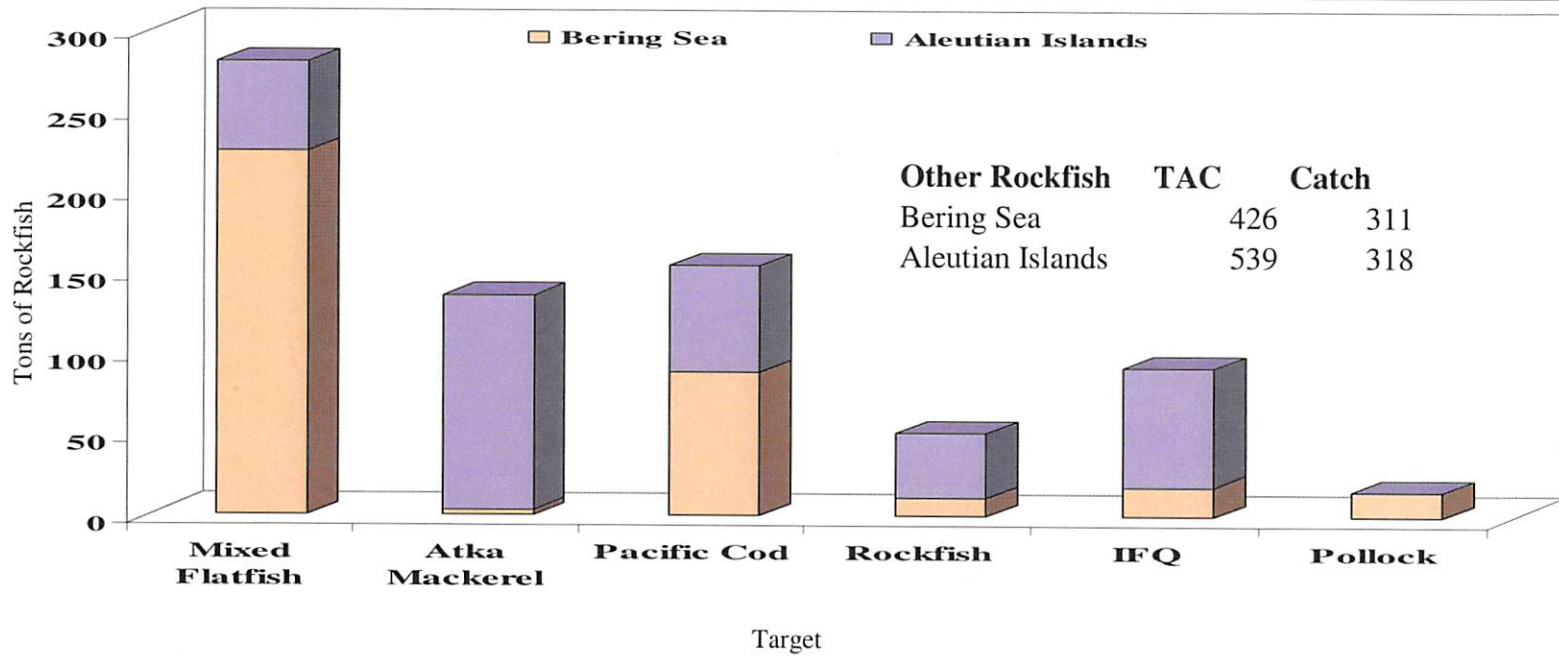 Bering Sea Aleutian Islands
300
250
200
150
100
50
0
Tons of Rockfish
Other Rockfish TAC Catch
Bering Sea 426 311
Aleutian Islands 539 318
Mixed Atka Pacific Cod Rockfish IFQ Pollock
Flatfish Mackerel
Target